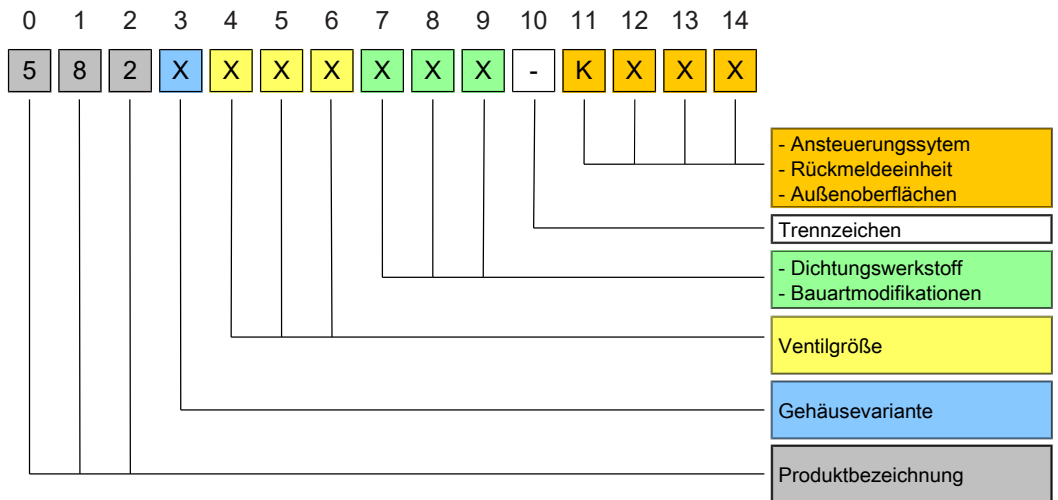 0 1 2 3 4 5 6 7 8 9 10 11 12 13 14
5 8 2 X X X X X X X - K X X X
- Ansteuerungssytem
- Rückmeldeeinheit
- Außenoberflächen
Trennzeichen
- Dichtungswerkstoff
- Bauartmodifikationen
Ventilgröße
Gehäusevariante
Produktbezeichnung